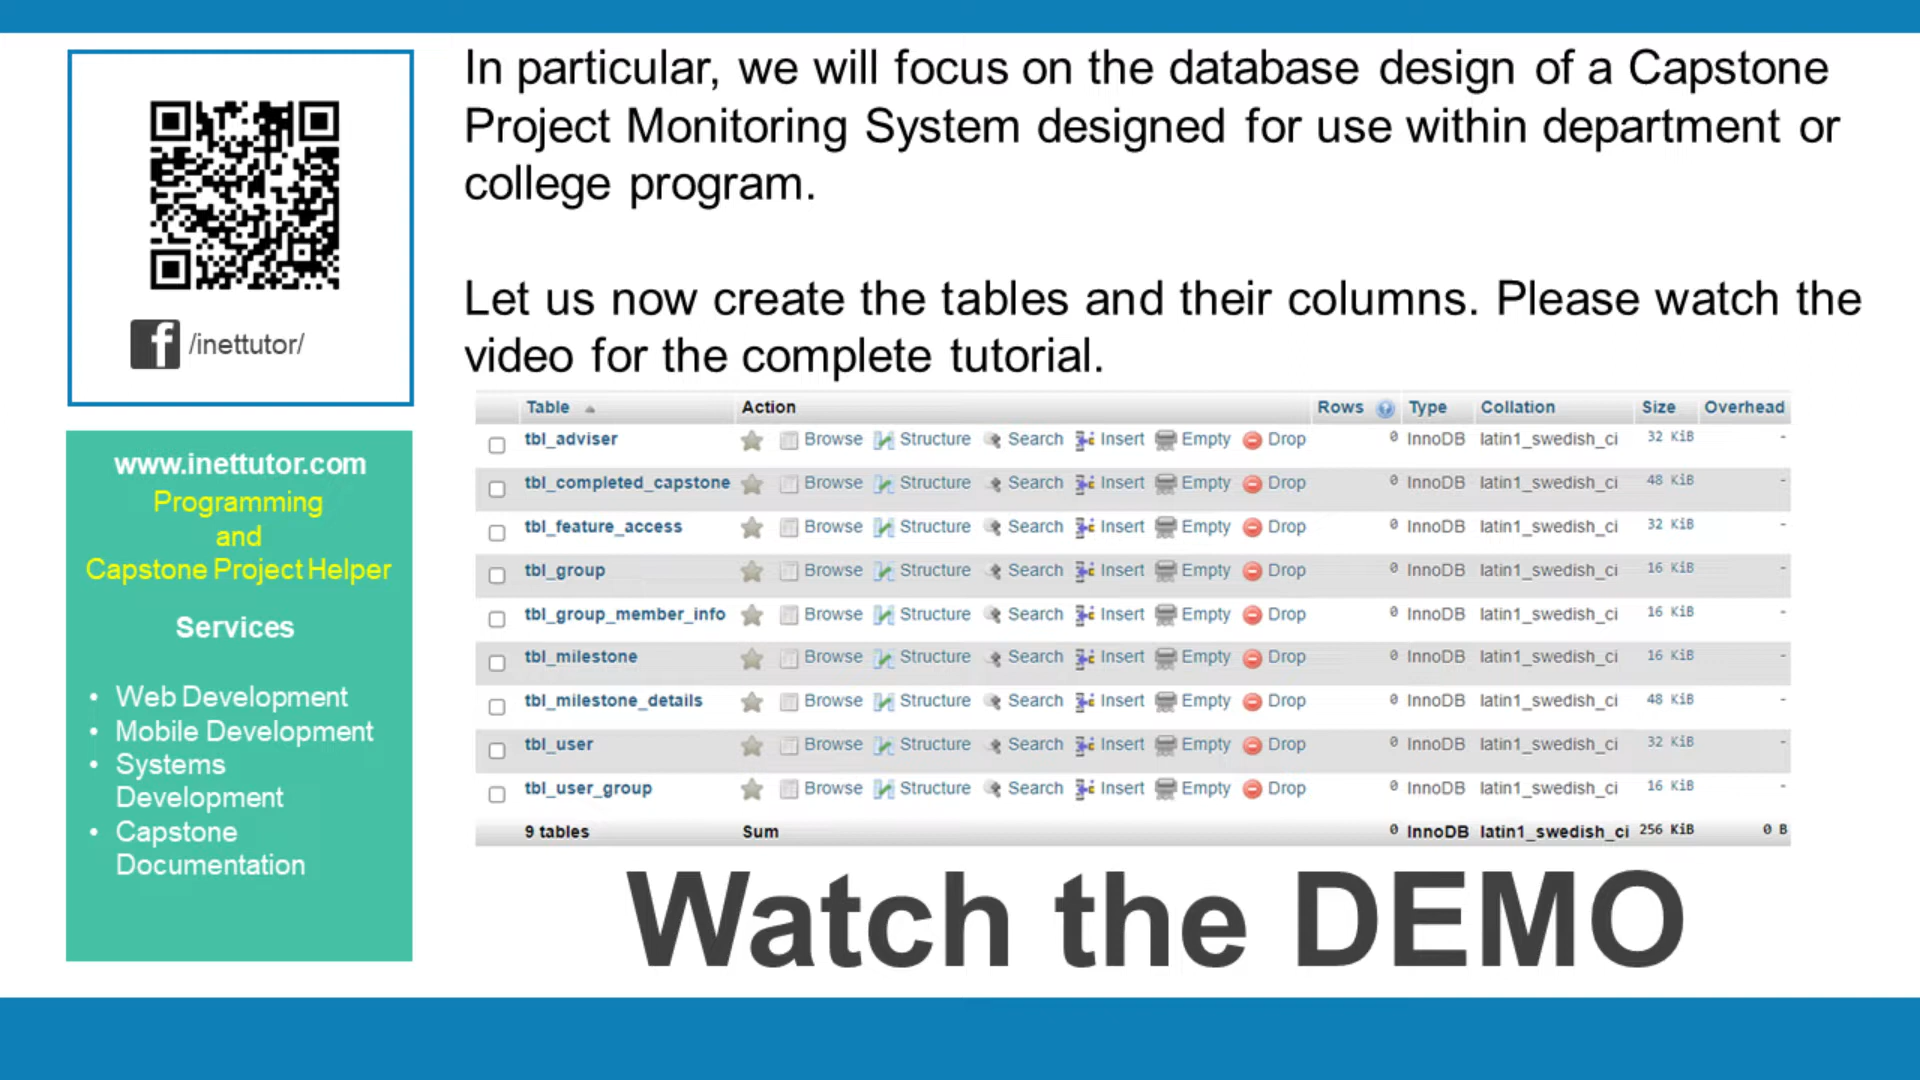 In particular, we will focus on the database design of a Capstone
Project Monitoring System designed for use within department or
college program.
Let us now create the tables and their columns. Please watch the
video for the complete tutorial.
/inettutor/
www.inettutor.com
Programming
and
Capstone Project Helper
Services
• Web Development
• Mobile Development
• Systems
Development
• Capstone
Documentation
Table Action Rows Type Collation Size Overhead
tbl_adviser Browse Structure Search Insert Empty Drop 0 InnoDB latin1_swedish_ci 32 KiB -
tbl_completed_capstone Browse Structure Search Insert Empty Drop 0 InnoDB latin1_swedish_ci 48 KiB -
tbl_feature_access Browse Structure Search Insert Empty Drop 0 InnoDB latin1_swedish_ci 32 KiB -
tbl_group Browse Structure Search Insert Empty Drop 0 InnoDB latin1_swedish_ci 16 KiB -
tbl_group_member_info Browse Structure Search Insert Empty Drop 0 InnoDB latin1_swedish_ci 16 KiB -
tbl_milestone Browse Structure Search Insert Empty Drop 0 InnoDB latin1_swedish_ci 16 KiB -
tbl_milestone_details Browse Structure Search Insert Empty Drop 0 InnoDB latin1_swedish_ci 48 KiB -
tbl_user Browse Structure Search Insert Empty Drop 0 InnoDB latin1_swedish_ci 32 KiB -
tbl_user_group Browse Structure Search Insert Empty Drop 0 InnoDB latin1_swedish_ci 16 KiB -
9 tables Sum 0 InnoDB latin1_swedish_ci 256 KiB 0 B
Watch the DEMO